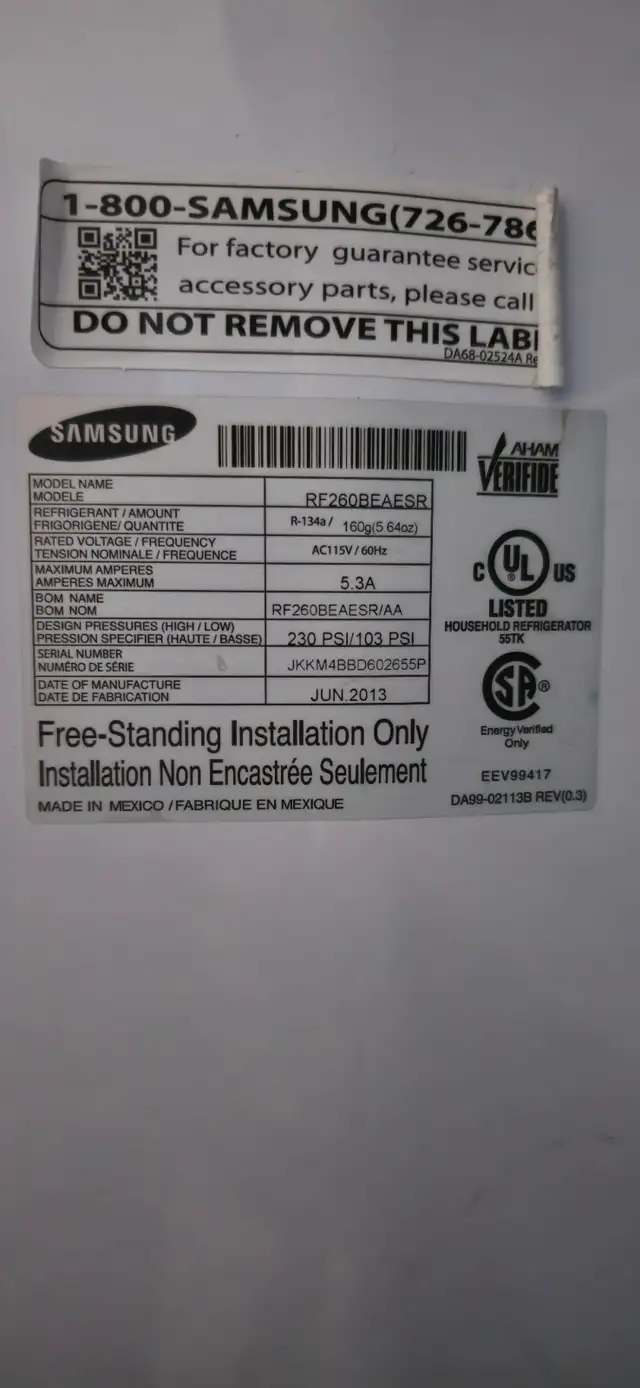 1-800-SAMSUNG(726-786
For factory guarantee servic
accessory parts, please call
DO NOT REMOVE THIS LAB
DA68-02524A Re
SAMSUNG
AHAM
VERIFIDE
MODEL NAME
MODELE
RF260BEAESR
REFRIGERANT / AMOUNT
FRIGORIGENE/ QUANTITE
R-134a / 160g(5.64oz)
RATED VOLTAGE / FREQUENCY
TENSION NOMINALE / FREQUENCE
AC115V / 60Hz
MAXIMUM AMPERES
AMPERES MAXIMUM
5.3A
BOM NAME
BOM NOM
RF260BEAESR/AA
DESIGN PRESSURES (HIGH / LOW)
PRESSION SPECIFIER (HAUTE / BASSE)
230 PSI/103 PSI
SERIAL NUMBER
NUMÉRO DE SÉRIE
JKKM4BBD602655P
DATE OF MANUFACTURE
DATE DE FABRICATION
JUN.2013
C UL ® US
LISTED
HOUSEHOLD REFRIGERATOR
55TK
SA ®
Energy Verified
Only
Free-Standing Installation Only
Installation Non Encastrée Seulement
MADE IN MEXICO / FABRIQUE EN MEXIQUE
EEV99417
DA99-02113B REV(0.3)